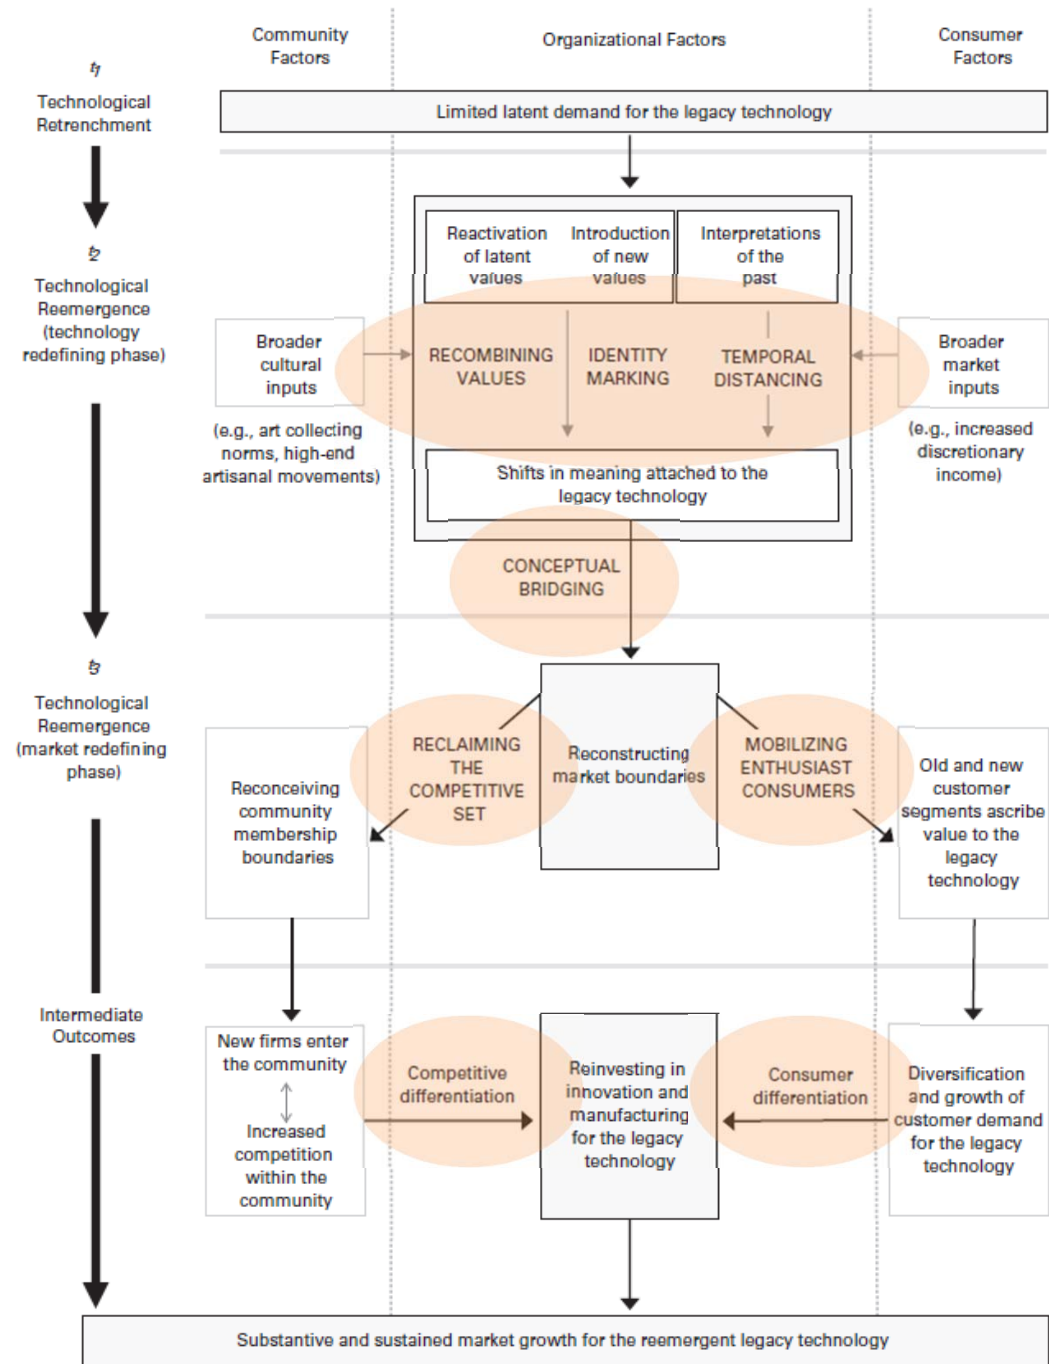 Community
Factors
Organizational Factors
Consumer
Factors
t1
Technological
Retrenchment
Limited latent demand for the legacy technology
t2
Technological
Reemergence
(technology
redefining phase)
Reactivation
of latent
values
Introduction
of new
values
Interpretations
of the
past
Broader
cultural
inputs
(e.g., art collecting
norms, high-end
artisanal movements)
RECOMBINING
VALUES
IDENTITY
MARKING
TEMPORAL
DISTANCING
Broader
market
inputs
(e.g., increased
discretionary
income)
Shifts in meaning attached to the
legacy technology
CONCEPTUAL
BRIDGING
t3
Technological
Reemergence
(market redefining
phase)
Reconceiving
community
membership
boundaries
RECLAIMING
THE
COMPETITIVE
SET
Reconstructing
market boundaries
MOBILIZING
ENTHUSIAST
CONSUMERS
Old and new
customer
segments ascribe
value to the
legacy
technology
Intermediate
Outcomes
New firms enter
the community
Increased
competition
within the
community
Competitive
differentiation
Reinvesting in
innovation and
manufacturing
for the legacy
technology
Consumer
differentiation
Diversification
and growth of
customer demand
for the legacy
technology
Substantive and sustained market growth for the reemergent legacy technology